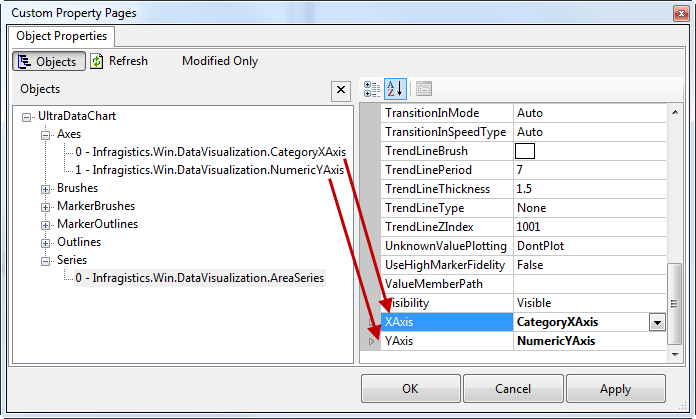 Custom Property Pages
Object Properties
Objects Refresh Modified Only
Objects
UltraDataChart
Axes
0 - Infragistics.Win.DataVisualization.CategoryXAxis
1 - Infragistics.Win.DataVisualization.NumericYAxis
Brushes
MarkerBrushes
MarkerOutlines
Outlines
Series
0 - Infragistics.Win.DataVisualization.AreaSeries
TransitionInMode Auto
TransitionInSpeedType Auto
TrendLineBrush
TrendLinePeriod 7
TrendLineThickness 1.5
TrendLineType None
TrendLineZIndex 1001
UnknownValuePlotting DontPlot
UseHighMarkerFidelity False
ValueMemberPath
Visibility Visible
XAxis CategoryXAxis
YAxis NumericYAxis
OK Cancel Apply